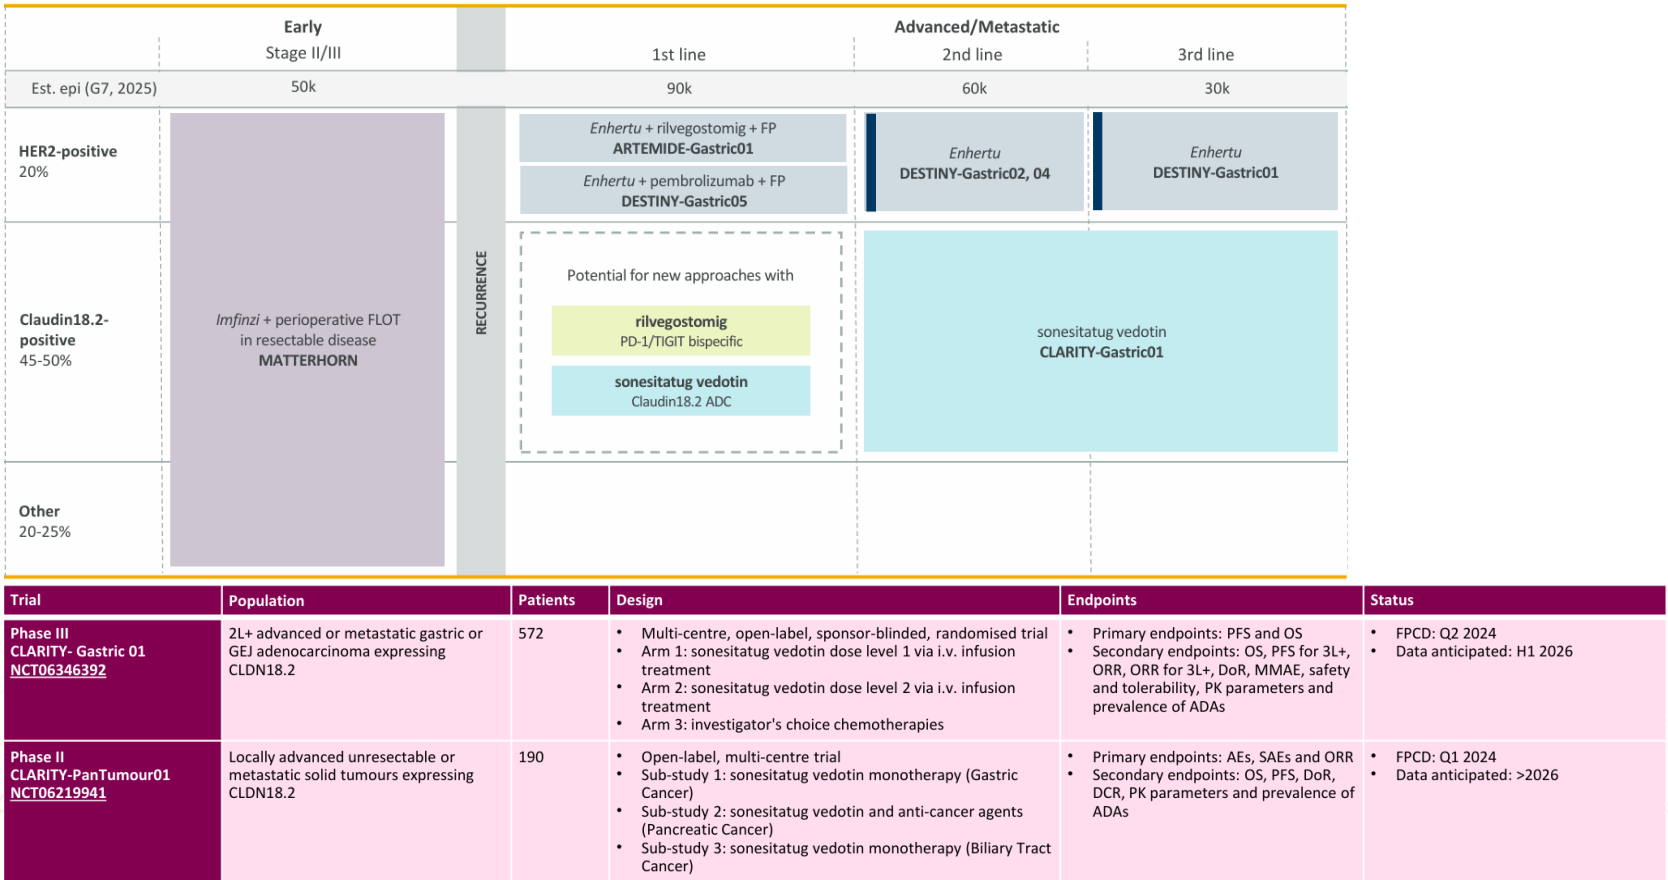 Early
Advanced/Metastatic
Stage II/III
1st line
2nd line
3rd line
Est. epi (G7, 2025)
50k
90k
60k
30k
HER2-positive
20%
Enhertu + rilvegostomig + FP
ARTEMIDE-Gastric01
Enhertu + pembrolizumab + FP
DESTINY-Gastric05
Enhertu
DESTINY-Gastric02, 04
Enhertu
DESTINY-Gastric01
RECURRENCE
Claudin18.2-
positive
45-50%
Imfinzi + perioperative FLOT
in resectable disease
MATTERHORN
Potential for new approaches with
rilvegostomig
PD-1/TIGIT bispecific
sonesitatug vedotin
Claudin18.2 ADC
sonesitatug vedotin
CLARITY-Gastric01
Other
20-25%
Trial
Population
Patients
Design
Endpoints
Status
Phase III
CLARITY- Gastric 01
NCT06346392
2L+ advanced or metastatic gastric or
GEJ adenocarcinoma expressing
CLDN18.2
572
• Multi-centre, open-label, sponsor-blinded, randomised trial
• Arm 1: sonesitatug vedotin dose level 1 via i.v. infusion
treatment
• Arm 2: sonesitatug vedotin dose level 2 via i.v. infusion
treatment
• Arm 3: investigator's choice chemotherapies
• Primary endpoints: PFS and OS
• Secondary endpoints: OS, PFS for 3L+,
ORR, ORR for 3L+, DoR, MMAE, safety
and tolerability, PK parameters and
prevalence of ADAs
• FPCD: Q2 2024
• Data anticipated: H1 2026
Phase II
CLARITY-PanTumour01
NCT06219941
Locally advanced unresectable or
metastatic solid tumours expressing
CLDN18.2
190
• Open-label, multi-centre trial
• Sub-study 1: sonesitatug vedotin monotherapy (Gastric
Cancer)
• Sub-study 2: sonesitatug vedotin and anti-cancer agents
(Pancreatic Cancer)
• Sub-study 3: sonesitatug vedotin monotherapy (Biliary Tract
Cancer)
• Primary endpoints: AEs, SAEs and ORR
• Secondary endpoints: OS, PFS, DoR,
DCR, PK parameters and prevalence of
ADAs
• FPCD: Q1 2024
• Data anticipated: >2026